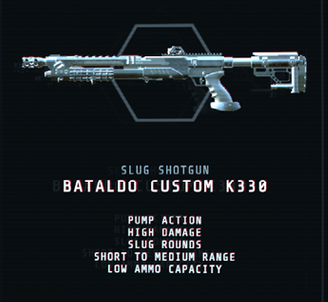 SLUG SHOTGUN
BATALDO CUSTOM K330
PUMP ACTION
HIGH DAMAGE
SLUG ROUNDS
SHORT TO MEDIUM RANGE
LOW AMMO CAPACITY